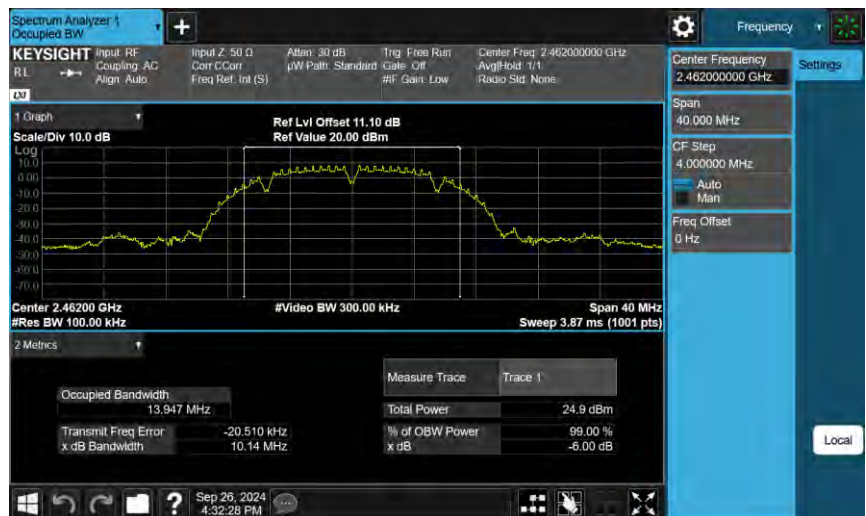 Spectrum Analyzer 1
Occupied BW
+
Frequency
KEYSIGHT Input: RF Input Z: 50 Ω Atten: 30 dB Trig: Free Run Center Freq: 2.462000000 GHz
RL Coupling: AC Corr CCorr µW Path: Standard Gate: Off Avg|Hold: 1/1
Align: Auto Freq Ref: Int (S) #IF Gain: Low Radio Std: None
LXI
Center Frequency
2.462000000 GHz
Settings
Span
40.000 MHz
CF Step
4.000000 MHz
Auto
Man
Freq Offset
0 Hz
1 Graph
Ref Lvl Offset 11.10 dB
Scale/Div 10.0 dB Ref Value 20.00 dBm
Log
10.0
0.00
-10.0
-20.0
-30.0
-40.0
-50.0
-60.0
-70.0
Center 2.46200 GHz #Video BW 300.00 kHz Span 40 MHz
#Res BW 100.00 kHz Sweep 3.87 ms (1001 pts)
2 Metrics
Measure Trace Trace 1
Occupied Bandwidth
13.947 MHz Total Power 24.9 dBm
Transmit Freq Error -20.510 kHz % of OBW Power 99.00 %
x dB Bandwidth 10.14 MHz x dB -6.00 dB
Local
? Sep 26, 2024
4:32:28 PM